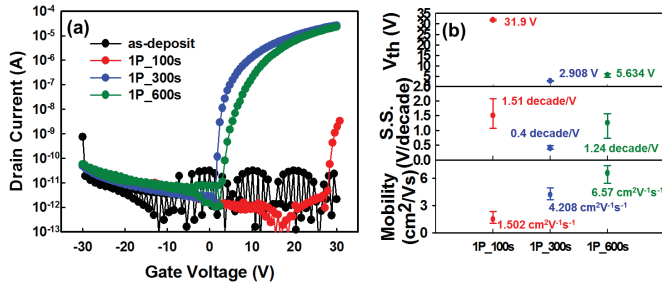 (a)
as-deposit
1P_100s
1P_300s
1P_600s
Drain Current (A)
10-4
10-5
10-6
10-7
10-8
10-9
10-10
10-11
10-12
10-13
-30 -20 -10 0 10 20 30
Gate Voltage (V)
(b)
Vth
35
30
25
20
15
10
5
0
31.9 V
2.908 V
5.634 V
S.S.
(V/decade)
2.0
1.5
1.0
0.5
0.0
1.51 decade/V
0.4 decade/V
1.24 decade/V
Mobility
(cm2/Vs)
6
3
0
1.502 cm2V-1s-1
4.208 cm2V-1s-1
6.57 cm2V-1s-1
1P_100s 1P_300s 1P_600s